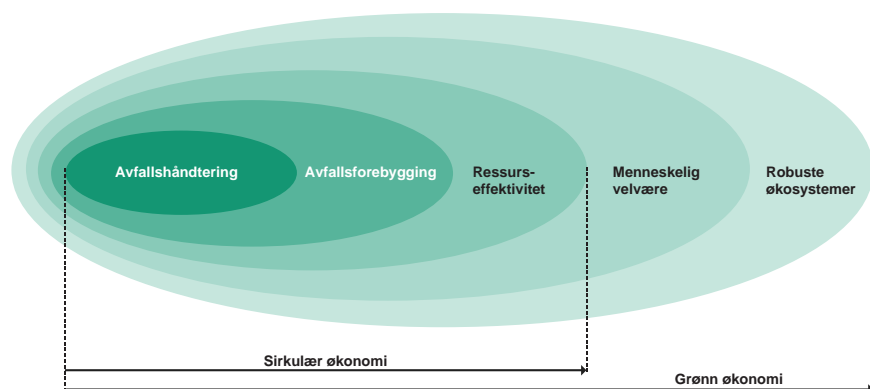 Avfallshåndtering
Avfallsforebygging
Ressurs-
effektivitet
Menneskelig
velvære
Robuste
økosystemer
Sirkulær økonomi
Grønn økonomi